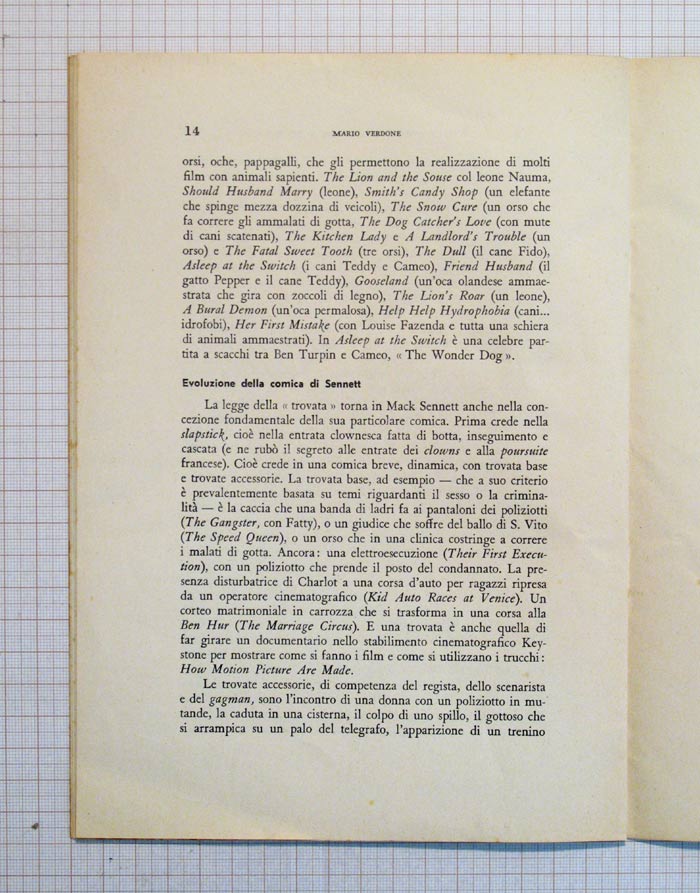 14
MARIO VERDONE
orsi, oche, pappagalli, che gli permettono la realizzazione di molti
film con animali sapienti. The Lion and the Souse col leone Nauma,
Should Husband Marry (leone), Smith's Candy Shop (un elefante
che spinge mezza dozzina di veicoli), The Snow Cure (un orso che
fa correre gli ammalati di gotta, The Dog Catcher's Love (con mute
di cani scatenati), The Kitchen Lady e A Landlord's Trouble (un
orso) e The Fatal Sweet Tooth (tre orsi), The Dull (il cane Fido),
Asleep at the Switch (i cani Teddy e Cameo), Friend Husband (il
gatto Pepper e il cane Teddy), Gooseland (un'oca olandese ammae-
strata che gira con zoccoli di legno), The Lion's Roar (un leone),
A Bural Demon (un'oca permalosa), Help Help Hydrophobia (cani...
idrofobi), Her First Mistake (con Louise Fazenda e tutta una schiera
di animali ammaestrati). In Asleep at the Switch è una celebre par-
tita a scacchi tra Ben Turpin e Cameo, « The Wonder Dog ».
Evoluzione della comica di Sennett
La legge della « trovata » torna in Mack Sennett anche nella con-
cezione fondamentale della sua particolare comica. Prima crede nella
slapstick, cioè nella entrata clownesca fatta di botta, inseguimento e
cascata (e ne rubò il segreto alle entrate dei clowns e alla poursuite
francese). Cioè crede in una comica breve, dinamica, con trovata base
e trovate accessorie. La trovata base, ad esempio — che a suo criterio
è prevalentemente basata su temi riguardanti il sesso o la crimina-
lità — è la caccia che una banda di ladri fa ai pantaloni dei poliziotti
(The Gangster, con Fatty), o un giudice che soffre del ballo di S. Vito
(The Speed Queen), o un orso che in una clinica costringe a correre
i malati di gotta. Ancora: una elettroesecuzione (Their First Execu-
tion), con un poliziotto che prende il posto del condannato. La pre-
senza disturbatrice di Charlot a una corsa d'auto per ragazzi ripresa
da un operatore cinematografico (Kid Auto Races at Venice). Un
corteo matrimoniale in carrozza che si trasforma in una corsa alla
Ben Hur (The Marriage Circus). E una trovata è anche quella di
far girare un documentario nello stabilimento cinematografico Key-
stone per mostrare come si fanno i film e come si utilizzano i trucchi:
How Motion Picture Are Made.
Le trovate accessorie, di competenza del regista, dello scenarista
e del gagman, sono l'incontro di una donna con un poliziotto in mu-
tande, la caduta in una cisterna, il colpo di uno spillo, il gottoso che
si arrampica su un palo del telegrafo, l'apparizione di un trenino